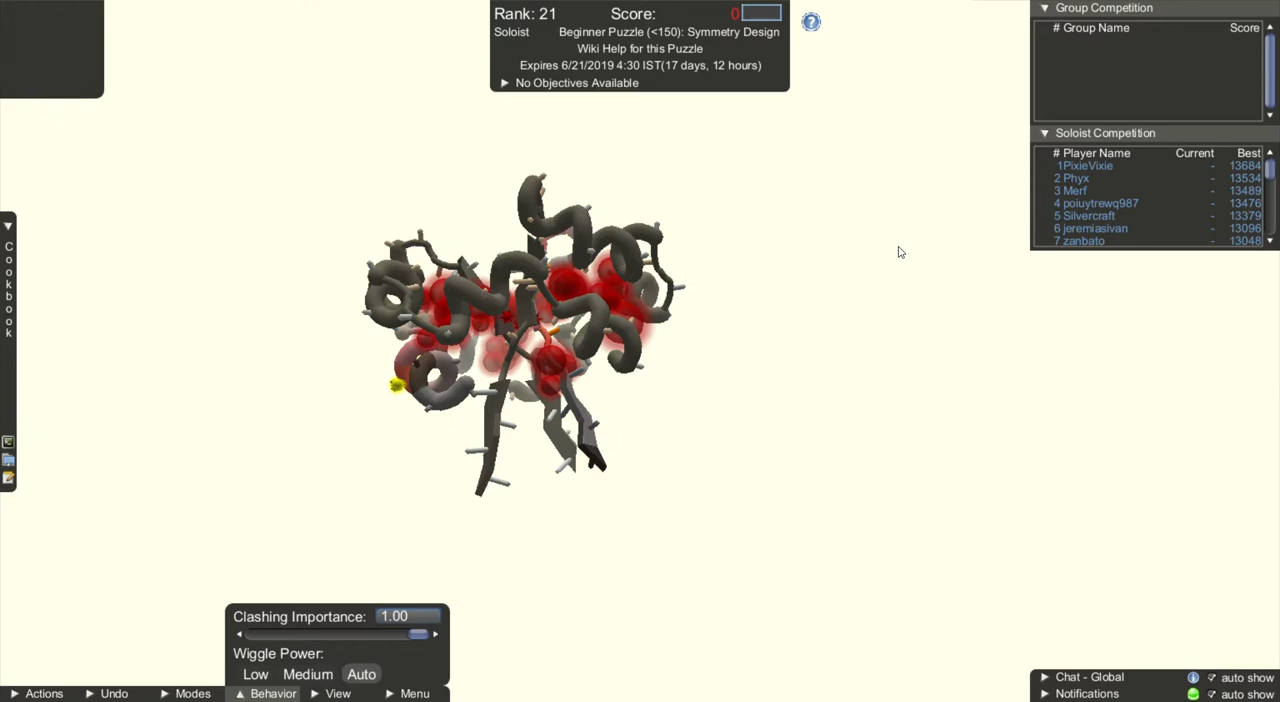 Rank: 21 Score: 0
Soloist Beginner Puzzle (<150): Symmetry Design
Wiki Help for this Puzzle
Expires 6/21/2019 4:30 IST(17 days, 12 hours)
No Objectives Available
?
Group Competition
# Group Name Score
Soloist Competition
# Player Name Current Best
1 PixieVixie - 13684
2 Phyx - 13534
3 Merf - 13489
4 poiuytrewq987 - 13476
5 Silvercraft - 13379
6 jeremiasivan - 13096
7 zanbato - 13048
Cookbook
Clashing Importance: 1.00
Wiggle Power:
Low Medium Auto
Actions Undo Modes Behavior View Menu
Chat - Global auto show
Notifications auto show